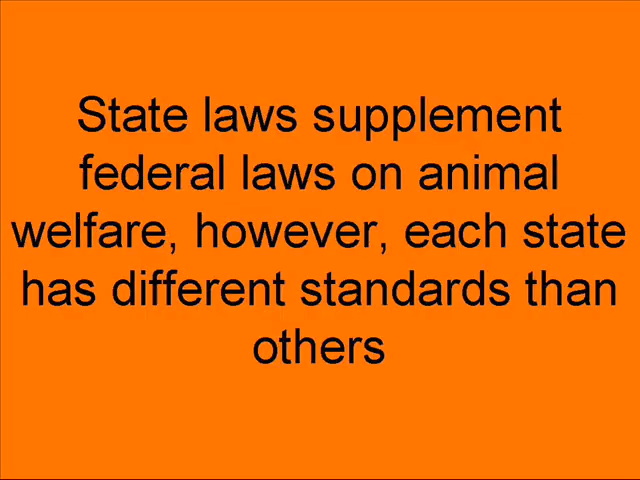 State laws supplement
federal laws on animal
welfare, however, each state
has different standards than
others